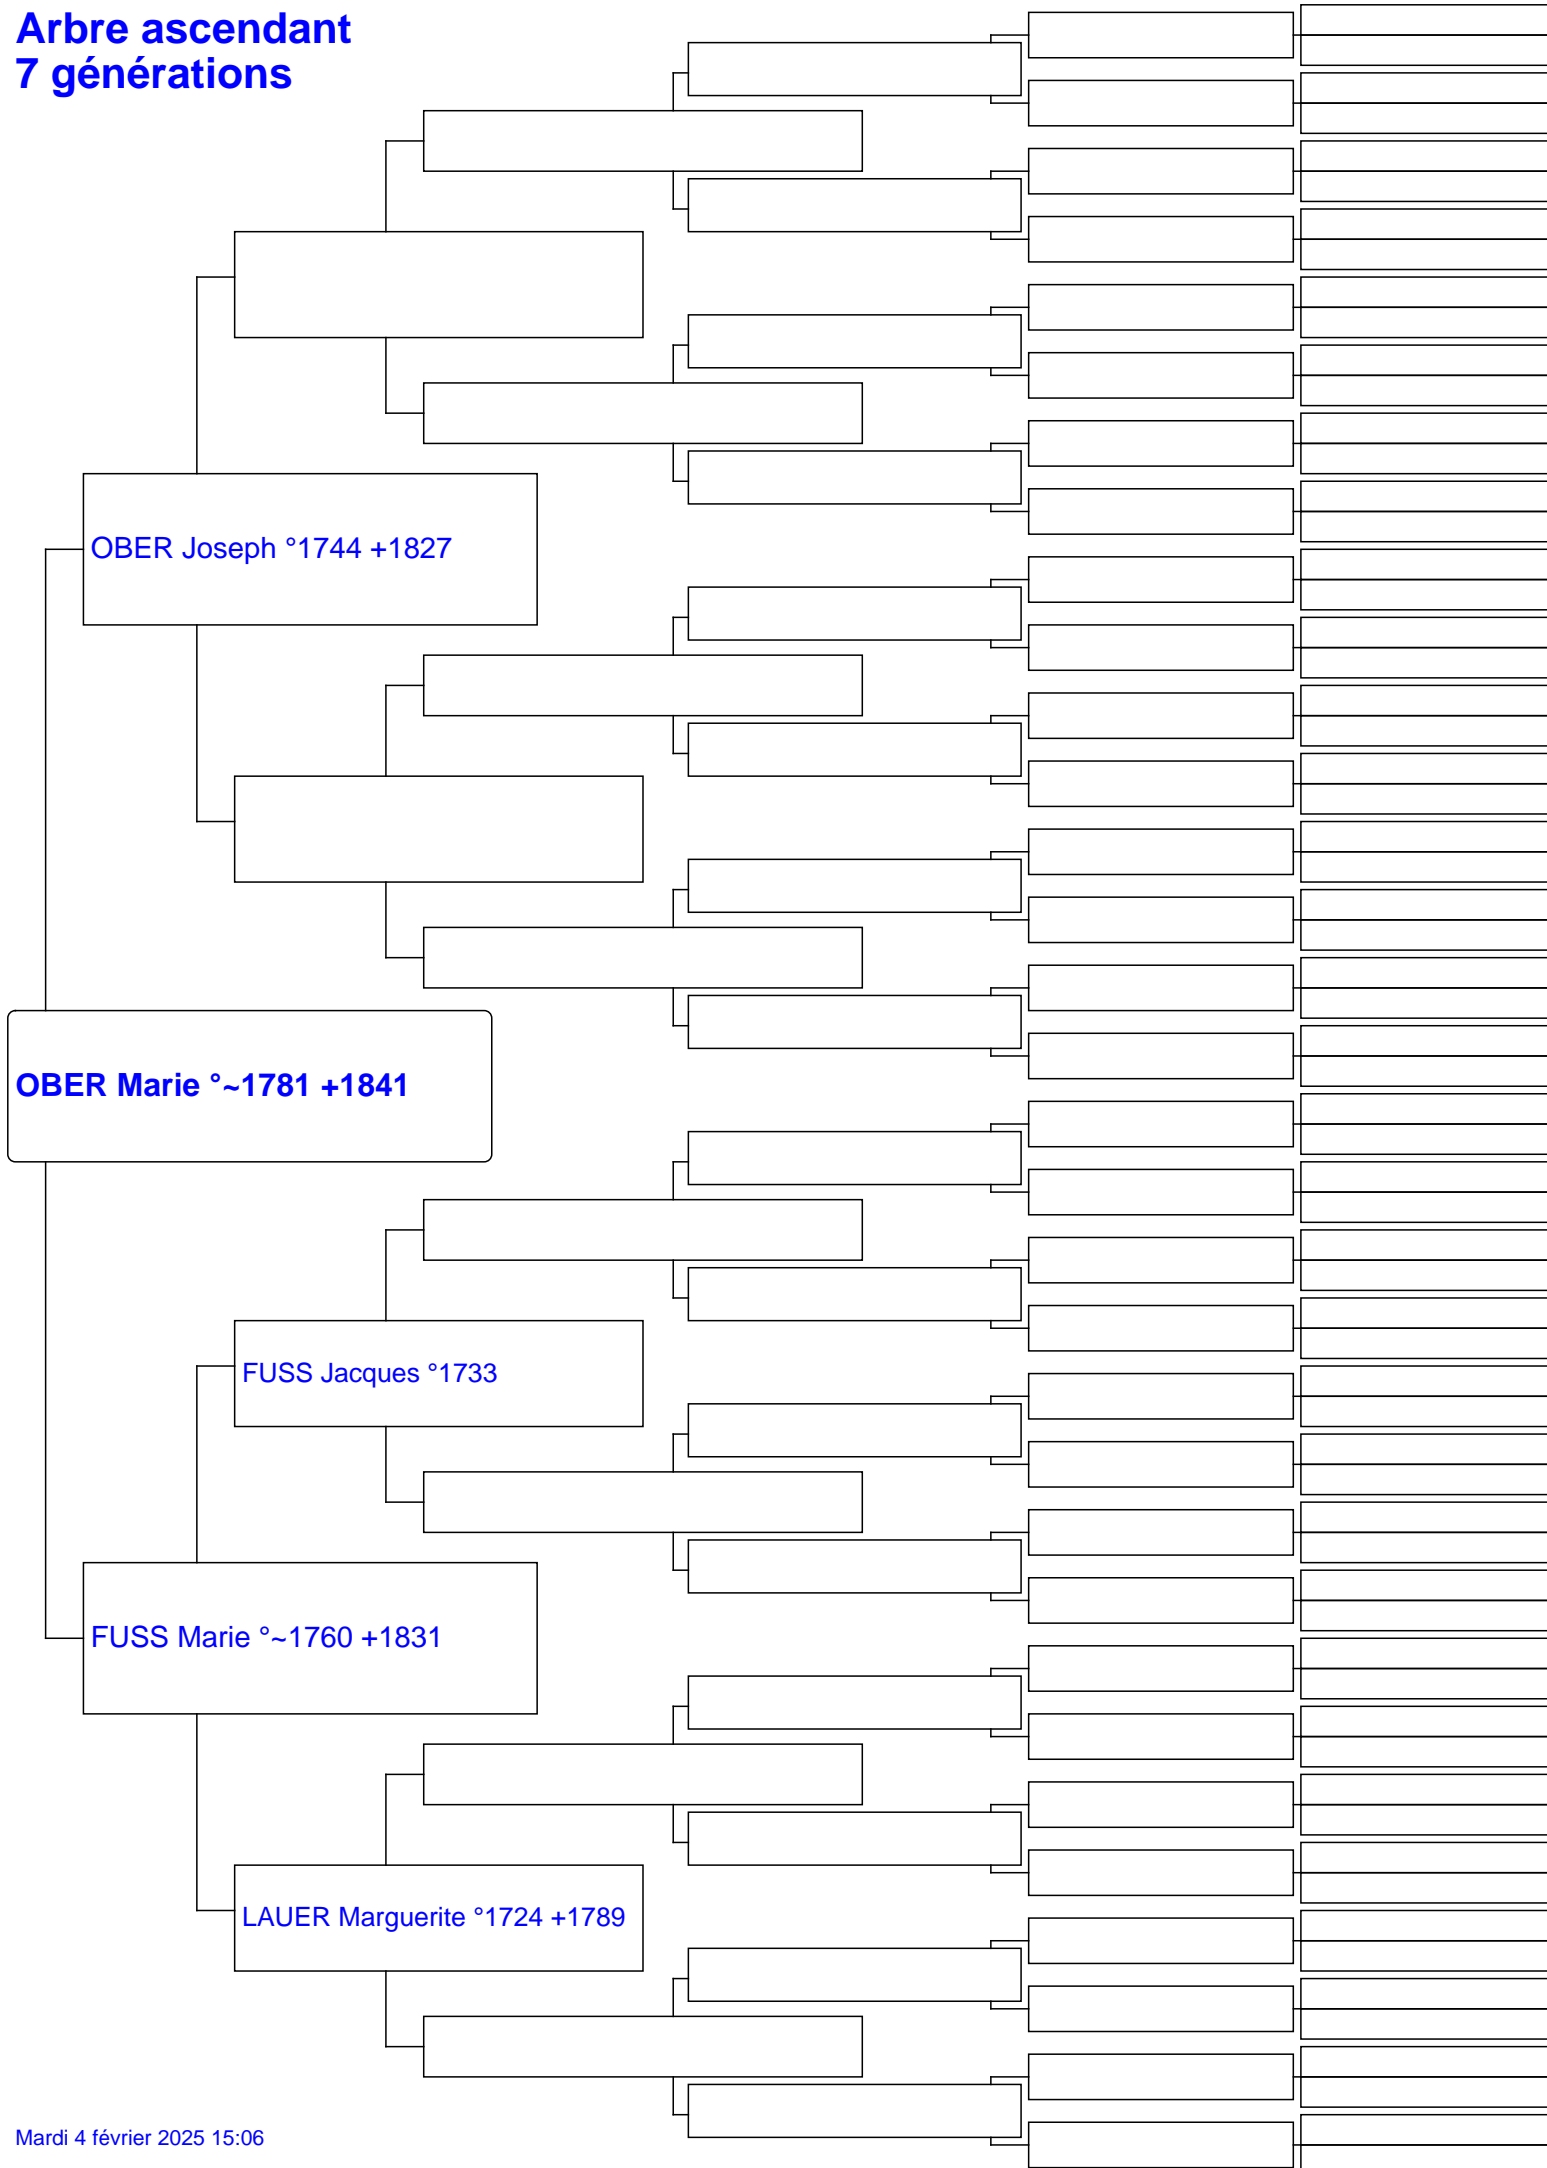 Arbre ascendant
7 générations
OBER Joseph °1744 +1827
OBER Marie °~1781 +1841
FUSS Jacques °1733
FUSS Marie °~1760 +1831
LAUER Marguerite °1724 +1789
Mardi 4 février 2025 15:06